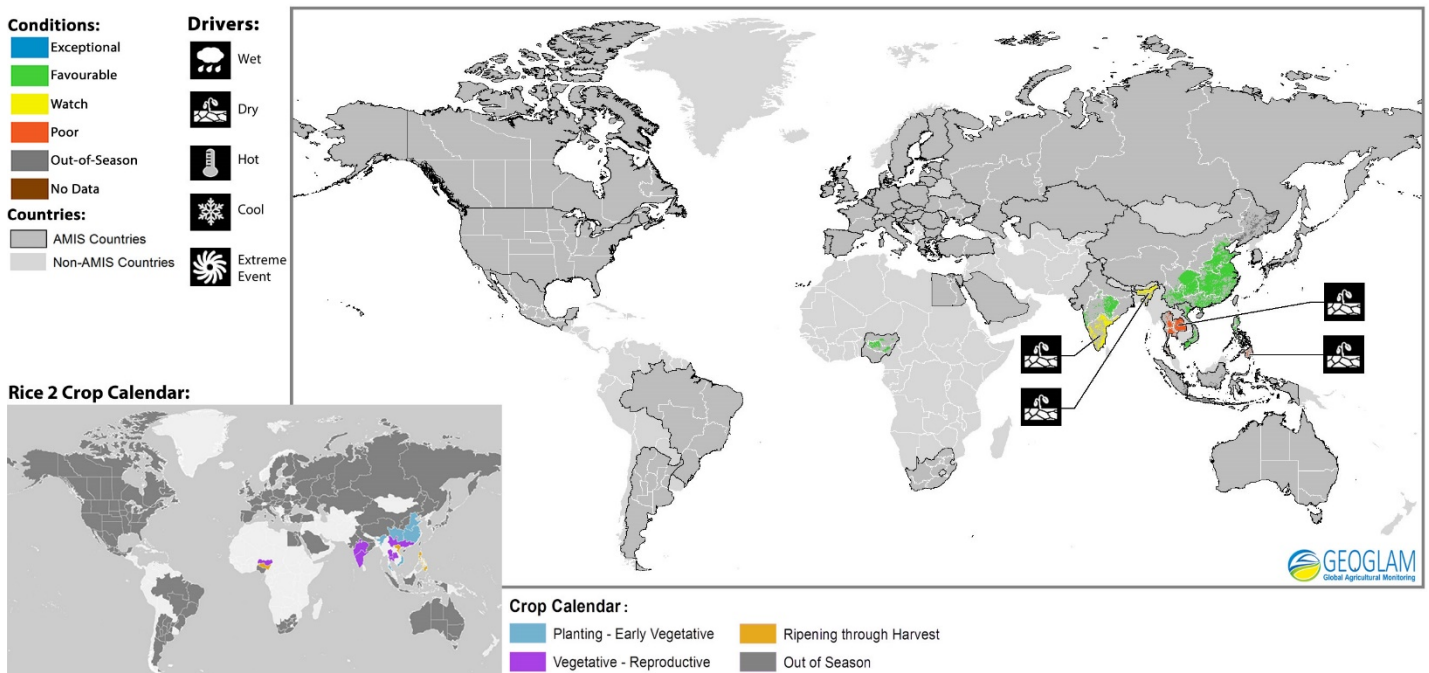 Conditions:
Exceptional
Favourable
Watch
Poor
Out-of-Season
No Data
Countries:
AMIS Countries
Non-AMIS Countries
Drivers:
Wet
Dry
Hot
Cool
Extreme
Event
GEOGLAM
Global Agricultural Monitoring
Rice 2 Crop Calendar:
Crop Calendar :
Planting - Early Vegetative
Vegetative - Reproductive
Ripening through Harvest
Out of Season